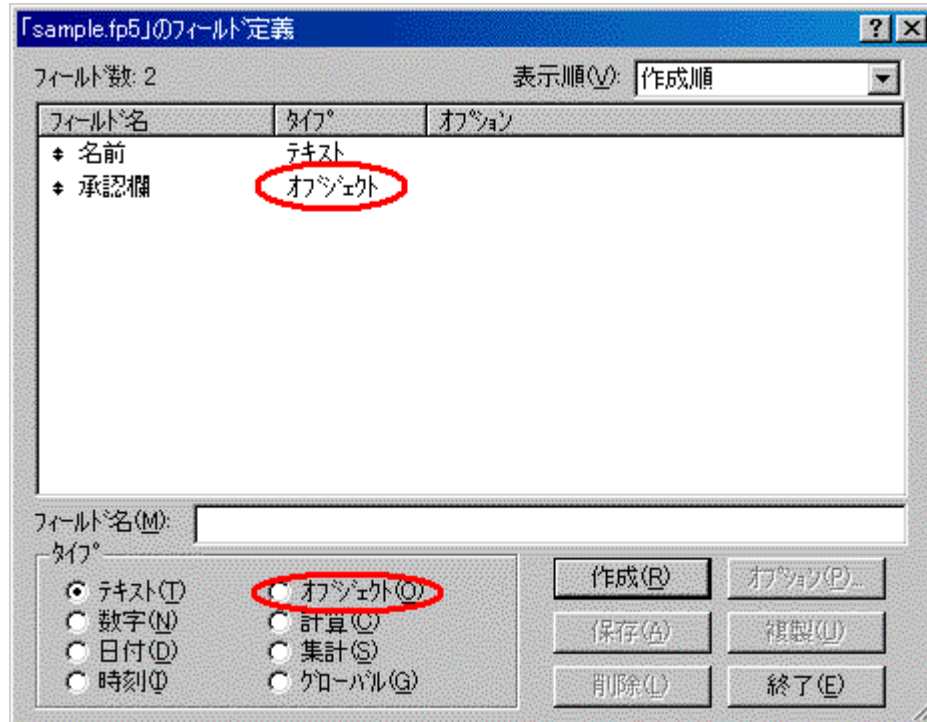 「sample.fp5」のフィールド定義
フィールド数: 2 表示順(V): 作成順
フィールド名 タイプ オプション
名前 テキスト
承認欄 オブジェクト
フィールド名(M):
タイプ
テキスト(T) オブジェクト(O) 作成(R) オプション(P)...
数字(N) 計算(C) 保存(A) 複製(U)
日付(D) 集計(S)
時刻(I) グローバル(G) 削除(L) 終了(E)